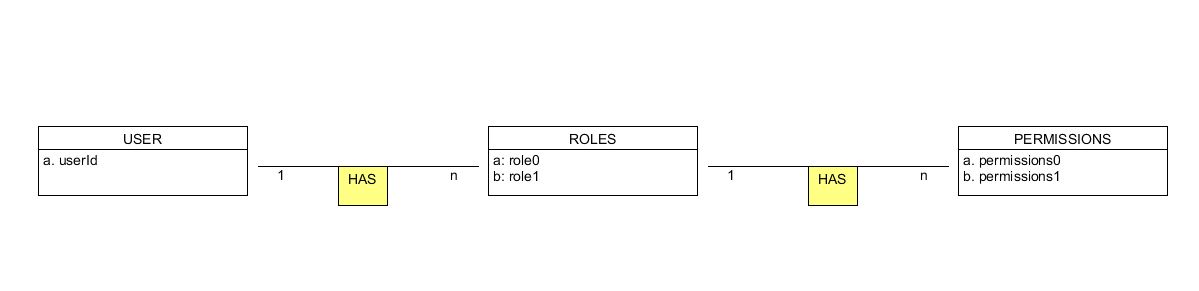 USER
a. userId
1
HAS
n
ROLES
a: role0
b: role1
1
HAS
n
PERMISSIONS
a. permissions0
b. permissions1